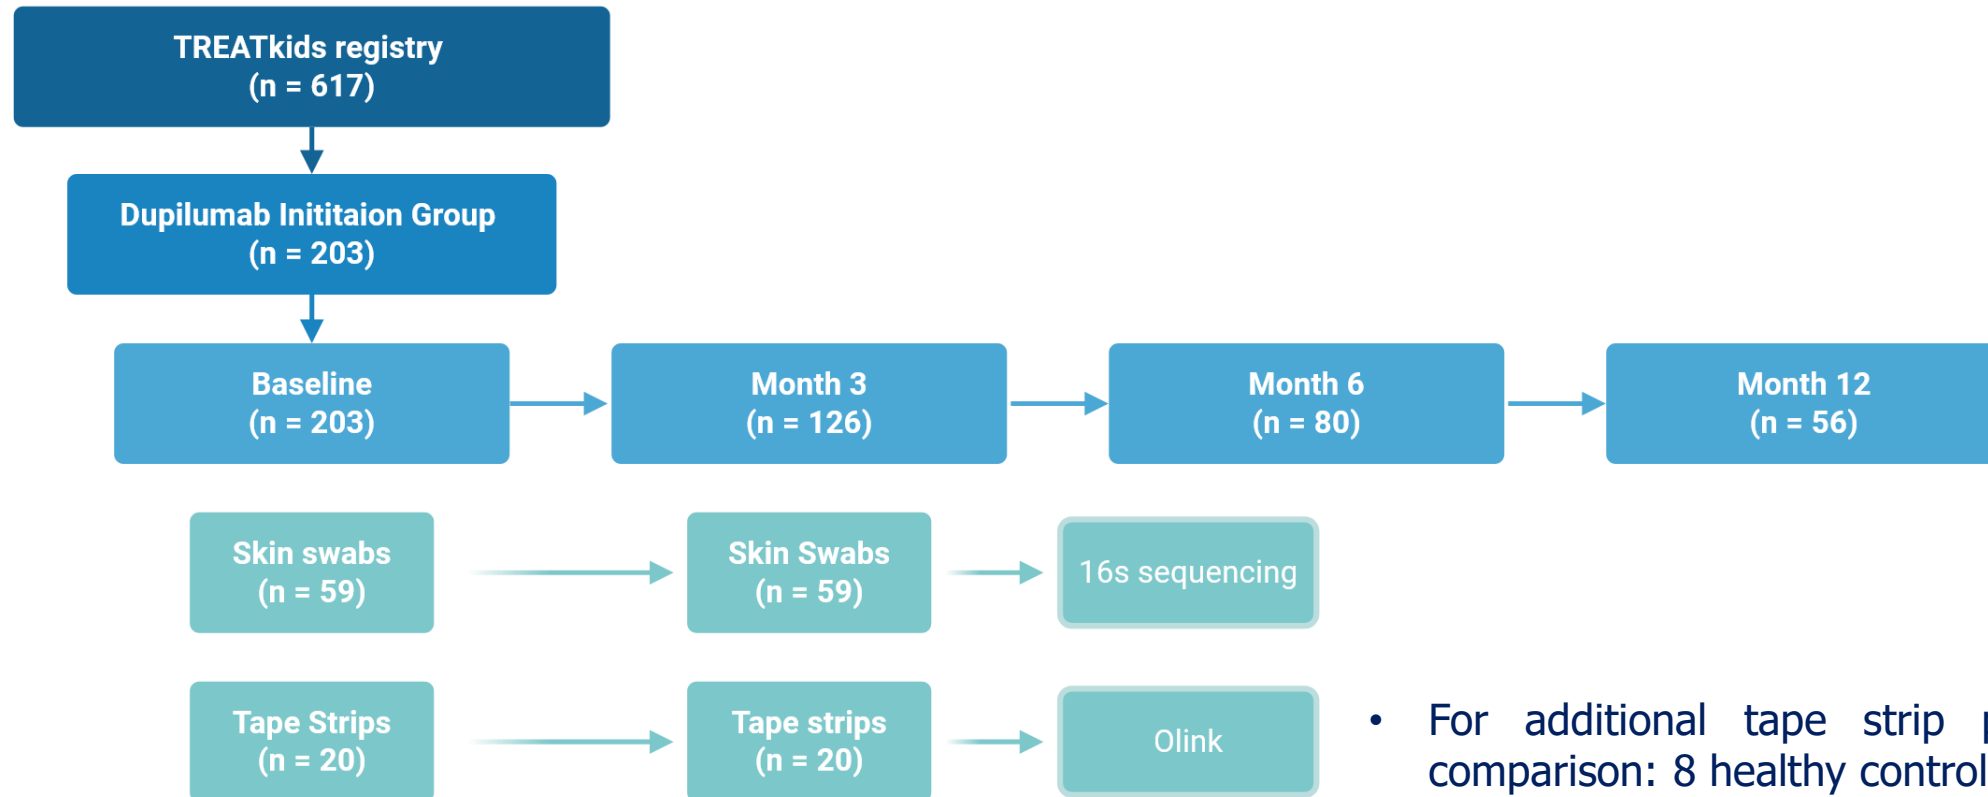 TREATkids registry
(n = 617)
Dupilumab Inititaion Group
(n = 203)
Baseline
(n = 203)
Month 3
(n = 126)
Month 6
(n = 80)
Month 12
(n = 56)
Skin swabs
(n = 59)
Skin Swabs
(n = 59)
16s sequencing
Tape Strips
(n = 20)
Tape strips
(n = 20)
Olink
• For additional tape strip
comparison: 8 healthy control